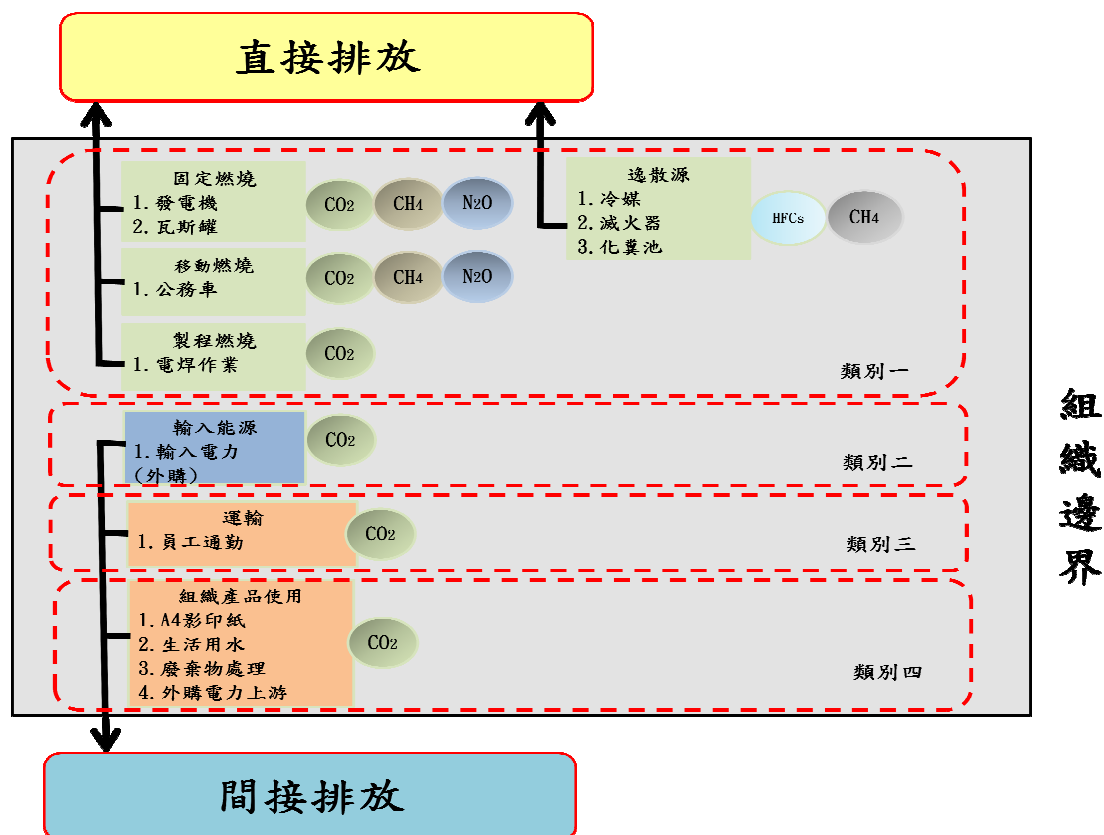 直接排放
固定燃燒
1. 發電機
2. 瓦斯罐
CO2
CH4
N2O
逸散源
1. 冷媒
2. 滅火器
3. 化糞池
HFCs
CH4
移動燃燒
1. 公務車
CO2
CH4
N2O
製程燃燒
1. 電焊作業
CO2
類別一
輸入能源
1. 輸入電力
(外購)
CO2
類別二
運輸
1. 員工通勤
CO2
類別三
組織產品使用
1. A4影印紙
2. 生活用水
3. 廢棄物處理
4. 外購電力上游
CO2
類別四
組織邊界
間接排放